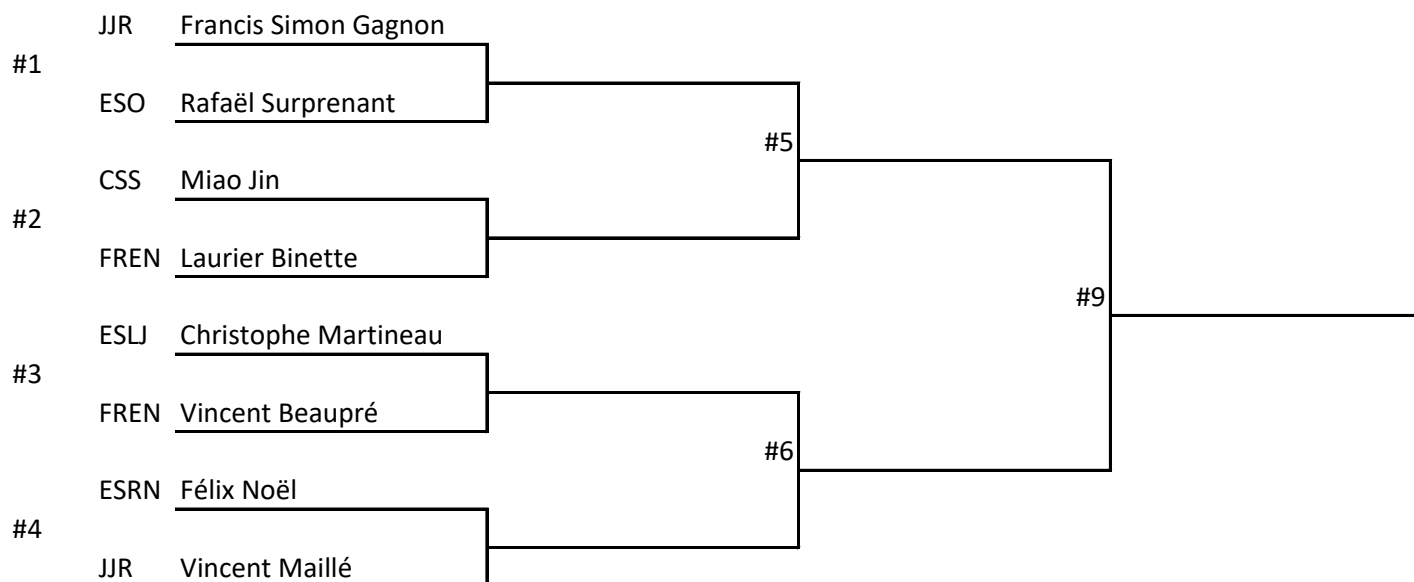 JJR Francis Simon Gagnon
#1
ESO Rafaël Surprenant
#5
CSS Miao Jin
#2
FREN Laurier Binette
#9
ESLJ Christophe Martineau
#3
FREN Vincent Beaupré
#6
ESRN Félix Noël
#4
JJR Vincent Maillé